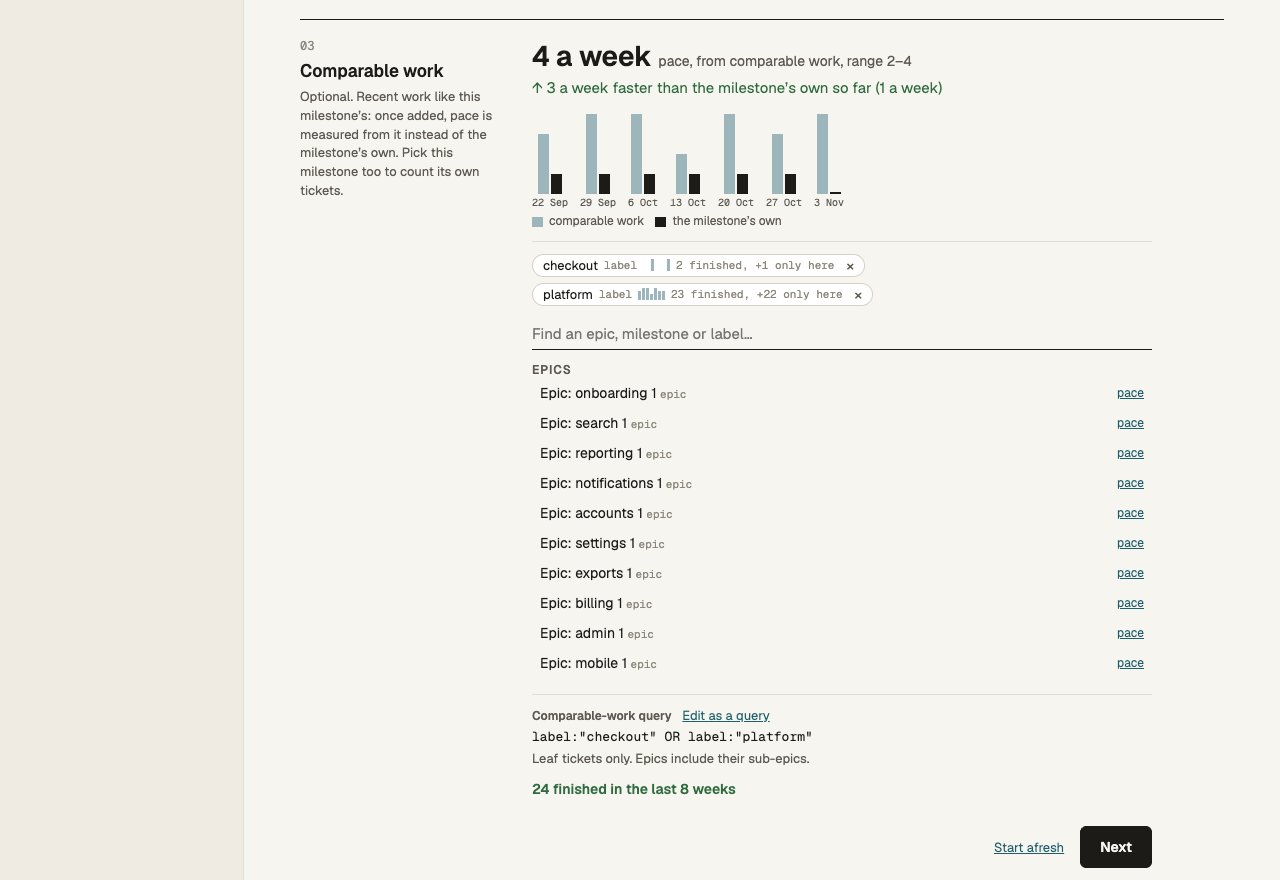 03
Comparable work
Optional. Recent work like this
milestone's: once added, pace is
measured from it instead of the
milestone's own. Pick this
milestone too to count its own
tickets.
4 a week pace, from comparable work, range 2–4
↑ 3 a week faster than the milestone's own so far (1 a week)
22 Sep 29 Sep 6 Oct 13 Oct 20 Oct 27 Oct 3 Nov
comparable work the milestone's own
checkout label 2 finished, +1 only here ×
platform label 23 finished, +22 only here ×
Find an epic, milestone or label…
EPICS
Epic: onboarding 1 epic pace
Epic: search 1 epic pace
Epic: reporting 1 epic pace
Epic: notifications 1 epic pace
Epic: accounts 1 epic pace
Epic: settings 1 epic pace
Epic: exports 1 epic pace
Epic: billing 1 epic pace
Epic: admin 1 epic pace
Epic: mobile 1 epic pace
Comparable-work query Edit as a query
label:"checkout" OR label:"platform"
Leaf tickets only. Epics include their sub-epics.
24 finished in the last 8 weeks
Start afresh Next